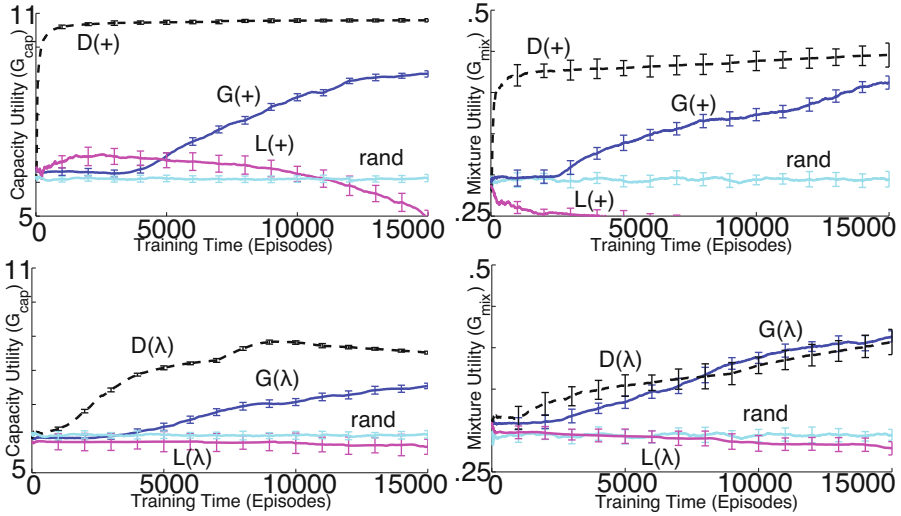 11
Capacity Utility (G_cap)
D(+)
G(+)
L(+)
rand
5
0 5000 10000 15000
Training Time (Episodes)
.5
Mixture Utility (G_mix)
D(+)
G(+)
rand
L(+)
.25
0 5000 10000 15000
Training Time (Episodes)
11
Capacity Utility (G_cap)
D(λ)
G(λ)
rand
L(λ)
5
0 5000 10000 15000
Training Time (Episodes)
.5
Mixture Utility (G_mix)
G(λ)
D(λ)
rand
L(λ)
.25
0 5000 10000 15000
Training Time (Episodes)